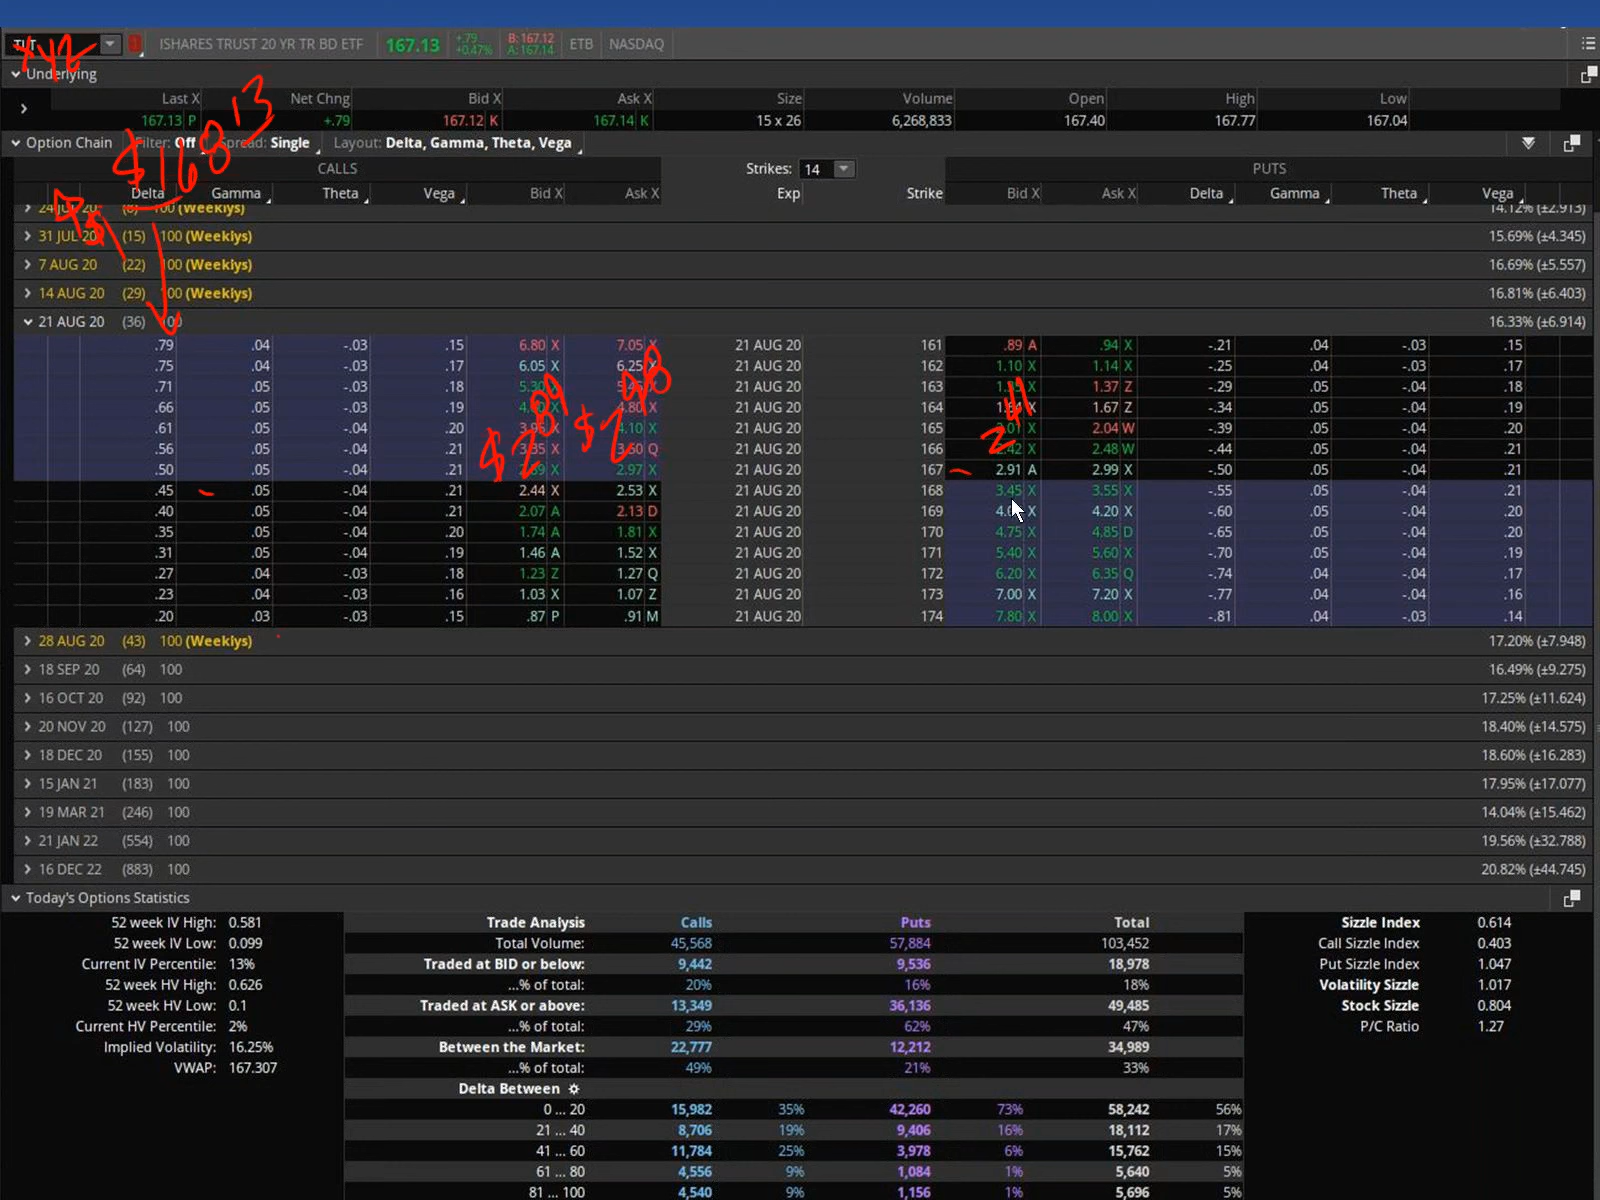 TLT XYZ ISHARES TRUST 20 YR TR BD ETF 167.13 +.79 +0.47% B: 167.12 A: 167.14 ETB NASDAQ
Underlying
Last X Net Chng Bid X Ask X Size Volume Open High Low
167.13 P +.79 167.12 K 167.14 K 15 x 26 6,268,833 167.40 167.77 167.04
$168 13
Option Chain Filter: Off Spread: Single Layout: Delta, Gamma, Theta, Vega
CALLS Strikes: 14 PUTS
Delta Gamma Theta Vega Bid X Ask X Exp Strike Bid X Ask X Delta Gamma Theta Vega
$1
24 JUL 20 (8) 100 (Weeklys) 14.12% (±2.913)
31 JUL 20 (15) 100 (Weeklys) 15.69% (±4.345)
7 AUG 20 (22) 100 (Weeklys) 16.69% (±5.557)
14 AUG 20 (29) 100 (Weeklys) 16.81% (±6.403)
21 AUG 20 (36) 100 16.33% (±6.914)
.79 .04 -.03 .15 6.80 X 7.05 X 21 AUG 20 161 .89 A .94 X -.21 .04 -.03 .15
.75 .04 -.03 .17 6.05 X 6.25 X 21 AUG 20 162 1.10 X 1.14 X -.25 .04 -.03 .17
.71 .05 -.03 .18 5.30 X 21 AUG 20 163 X 1.37 Z -.29 .04 -.03 .18
.66 .05 -.03 .19 X 4.80 X 21 AUG 20 164 X 1.67 Z -.34 .05 -.04 .19
.61 .05 -.03 .20 X 4.10 X 21 AUG 20 165 2.01 X 2.04 W -.39 .05 -.04 .20
.56 .05 -.04 .21 X Q 21 AUG 20 166 2.42 X 2.48 W -.44 .05 -.04 .21
.50 .05 -.04 .21 2.89 X 2.97 X 21 AUG 20 167 2.91 A 2.99 X -.50 .05 -.04 .21
$2 89 $2 98 2 41
.45 .05 -.04 .21 2.44 X 2.53 X 21 AUG 20 168 3.45 X 3.55 X -.55 .05 -.04 .21
.40 .05 -.04 .21 2.07 A 2.13 D 21 AUG 20 169 X 4.20 X -.60 .05 -.04 .20
.35 .05 -.04 .20 1.74 A 1.81 X 21 AUG 20 170 4.75 X 4.85 D -.65 .05 -.04 .20
.31 .05 -.04 .19 1.46 A 1.52 X 21 AUG 20 171 5.40 X 5.60 X -.70 .05 -.04 .19
.27 .04 -.03 .18 1.23 Z 1.27 Q 21 AUG 20 172 6.20 X 6.35 Q -.74 .04 -.04 .17
.23 .04 -.03 .16 1.03 X 1.07 Z 21 AUG 20 173 7.00 X 7.20 X -.77 .04 -.04 .16
.20 .03 -.03 .15 .87 P .91 M 21 AUG 20 174 7.80 X 8.00 X -.81 .04 -.03 .14
28 AUG 20 (43) 100 (Weeklys) 17.20% (±7.948)
18 SEP 20 (64) 100 16.49% (±9.275)
16 OCT 20 (92) 100 17.25% (±11.624)
20 NOV 20 (127) 100 18.40% (±14.575)
18 DEC 20 (155) 100 18.60% (±16.283)
15 JAN 21 (183) 100 17.95% (±17.077)
19 MAR 21 (246) 100 14.04% (±15.462)
21 JAN 22 (554) 100 19.56% (±32.788)
16 DEC 22 (883) 100 20.82% (±44.745)
Today's Options Statistics
52 week IV High: 0.581 Trade Analysis Calls Puts Total Sizzle Index 0.614
52 week IV Low: 0.099 Total Volume: 45,568 57,884 103,452 Call Sizzle Index 0.403
Current IV Percentile: 13% Traded at BID or below: 9,442 9,536 18,978 Put Sizzle Index 1.047
52 week HV High: 0.626 ...% of total: 20% 16% 18% Volatility Sizzle 1.017
52 week HV Low: 0.1 Traded at ASK or above: 13,349 36,136 49,485 Stock Sizzle 0.804
Current HV Percentile: 2% ...% of total: 29% 62% 47% P/C Ratio 1.27
Implied Volatility: 16.25% Between the Market: 22,777 12,212 34,989
VWAP: 167.307 ...% of total: 49% 21% 33%
Delta Between
0 ... 20 15,982 35% 42,260 73% 58,242 56%
21 ... 40 8,706 19% 9,406 16% 18,112 17%
41 ... 60 11,784 25% 3,978 6% 15,762 15%
61 ... 80 4,556 9% 1,084 1% 5,640 5%
81 ... 100 4,540 9% 1,156 1% 5,696 5%